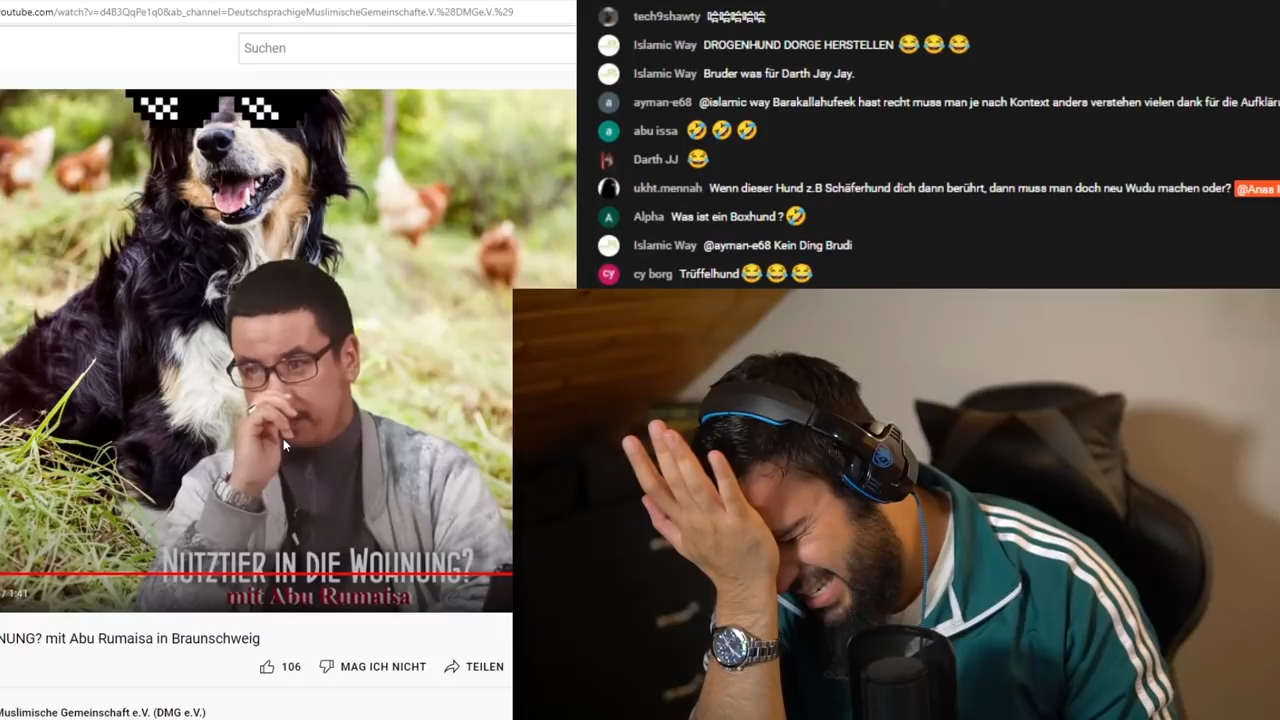 youtube.com/watch?v=d4B3QqPe1q0&ab_channel=DeutschsprachigeMuslimischeGemeinschafte.V.%28DMGe.V.%29
Suchen
NUTZTIER IN DIE WOHNUNG?
mit Abu Rumaisa
/ 1:41
NUNG? mit Abu Rumaisa in Braunschweig
106 MAG ICH NICHT TEILEN
Muslimische Gemeinschaft e.V. (DMG e.V.)
tech9shawty
Islamic Way DROGENHUND DORGE HERSTELLEN 😂😂😂
Islamic Way Bruder was für Darth Jay Jay.
a ayman-e68 @islamic way Barakallahufeek hast recht muss man je nach Kontext anders verstehen vielen dank für die Aufklär
a abu issa 🤣🤣🤣
Darth JJ 😂
ukht.mennah Wenn dieser Hund z.B Schäferhund dich dann berührt, dann muss man doch neu Wudu machen oder? @Anas
A Alpha Was ist ein Boxhund ? 🤣
Islamic Way @ayman-e68 Kein Ding Brudi
cy cy borg Trüffelhund😂😂😂